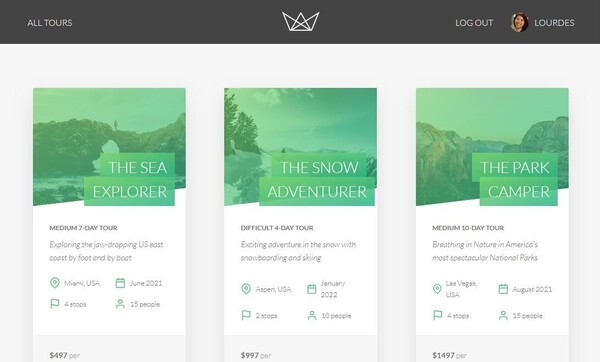 ALL TOURS
LOG OUT
LOURDES
THE SEA
EXPLORER
MEDIUM 7-DAY TOUR
Exploring the jaw-dropping US east
coast by foot and by boat
Miami, USA
June 2021
4 stops
15 people
$497 per
THE SNOW
ADVENTURER
DIFFICULT 4-DAY TOUR
Exciting adventure in the snow with
snowboarding and skiing
Aspen, USA
January
2022
2 stops
10 people
$997 per
THE PARK
CAMPER
MEDIUM 10-DAY TOUR
Breathing in Nature in America's
most spectacular National Parks
Las Vegas,
USA
August 2021
4 stops
15 people
$1497 per